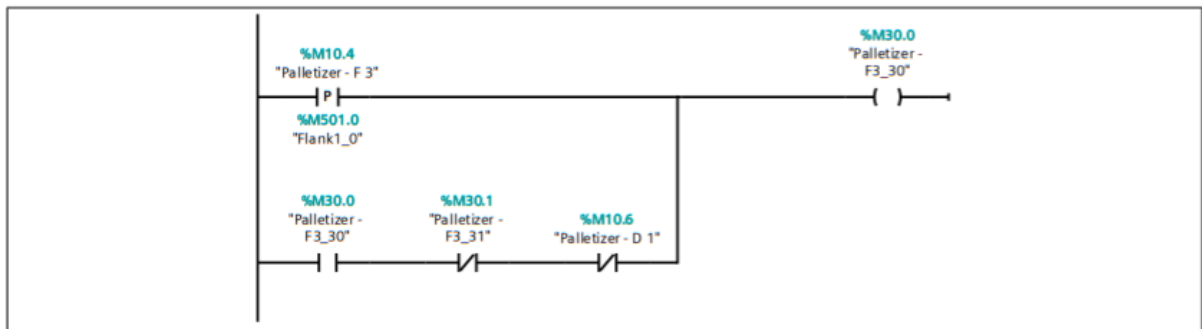 %M10.4
"Palletizer - F 3"
P
%M501.0
"Flank1_0"
%M30.0
"Palletizer -
F3_30"
%M30.0
"Palletizer -
F3_30"
%M30.1
"Palletizer -
F3_31"
%M10.6
"Palletizer - D 1"